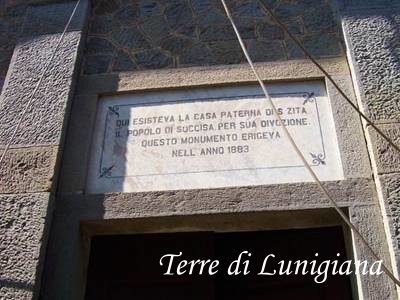 QUI ESISTEVA LA CASA PATERNA DI S ZITA
IL POPOLO DI SUCCISA PER SUA DIVOZIONE
QUESTO MONUMENTO ERIGEVA
NELL'ANNO 1883
Terre di Lunigiana